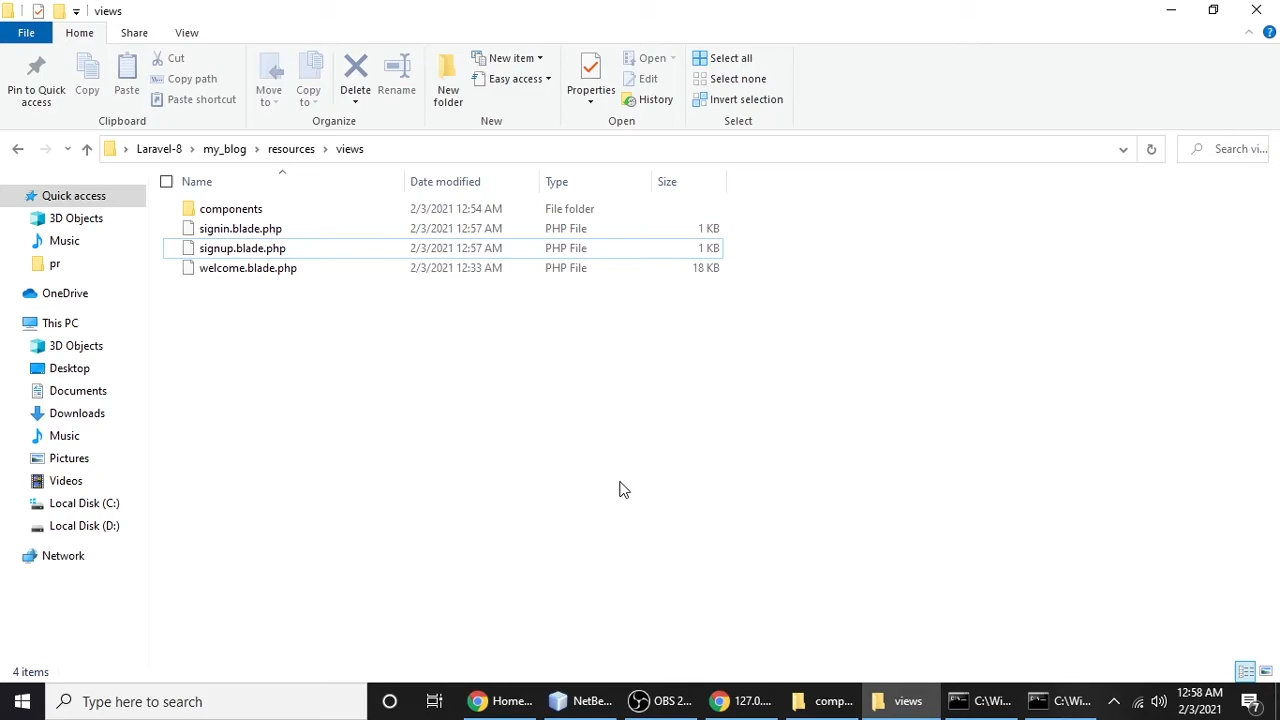 views
File
Home
Share
View
Pin to Quick access
Copy
Paste
Cut
Copy path
Paste shortcut
Clipboard
Move to
Copy to
Delete
Rename
Organize
New folder
New item
Easy access
New
Properties
Open
Edit
History
Open
Select all
Select none
Invert selection
Select
Laravel-8 my_blog resources views
Search vi...
Name Date modified Type Size
components 2/3/2021 12:54 AM File folder
signin.blade.php 2/3/2021 12:57 AM PHP File 1 KB
signup.blade.php 2/3/2021 12:57 AM PHP File 1 KB
welcome.blade.php 2/3/2021 12:33 AM PHP File 18 KB
Quick access
3D Objects
Music
pr
OneDrive
This PC
3D Objects
Desktop
Documents
Downloads
Music
Pictures
Videos
Local Disk (C:)
Local Disk (D:)
Network
4 items
Type here to search
Home...
NetBe...
OBS 2...
127.0....
comp...
views
C:\Wi...
C:\Wi...
12:58 AM
2/3/2021
7